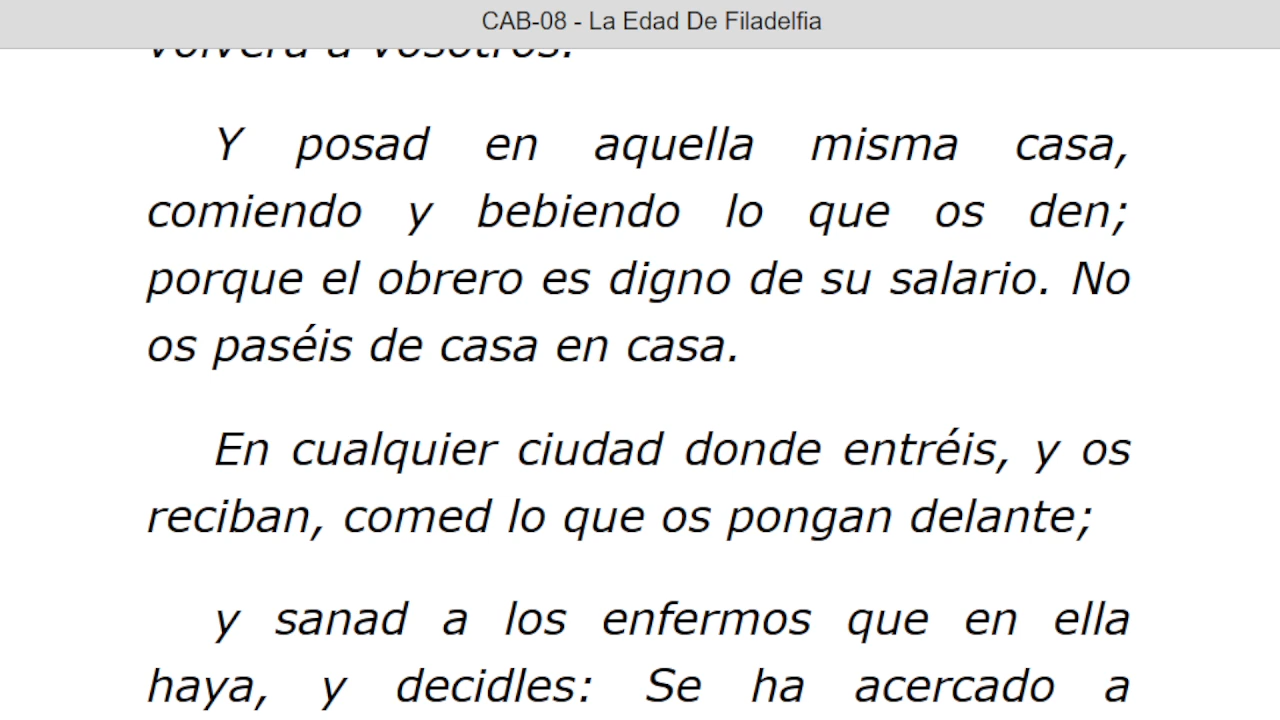 CAB-08 - La Edad De Filadelfia
volverá a vosotros.
Y posad en aquella misma casa,
comiendo y bebiendo lo que os den;
porque el obrero es digno de su salario. No
os paséis de casa en casa.
En cualquier ciudad donde entréis, y os
reciban, comed lo que os pongan delante;
y sanad a los enfermos que en ella
haya, y decidles: Se ha acercado a